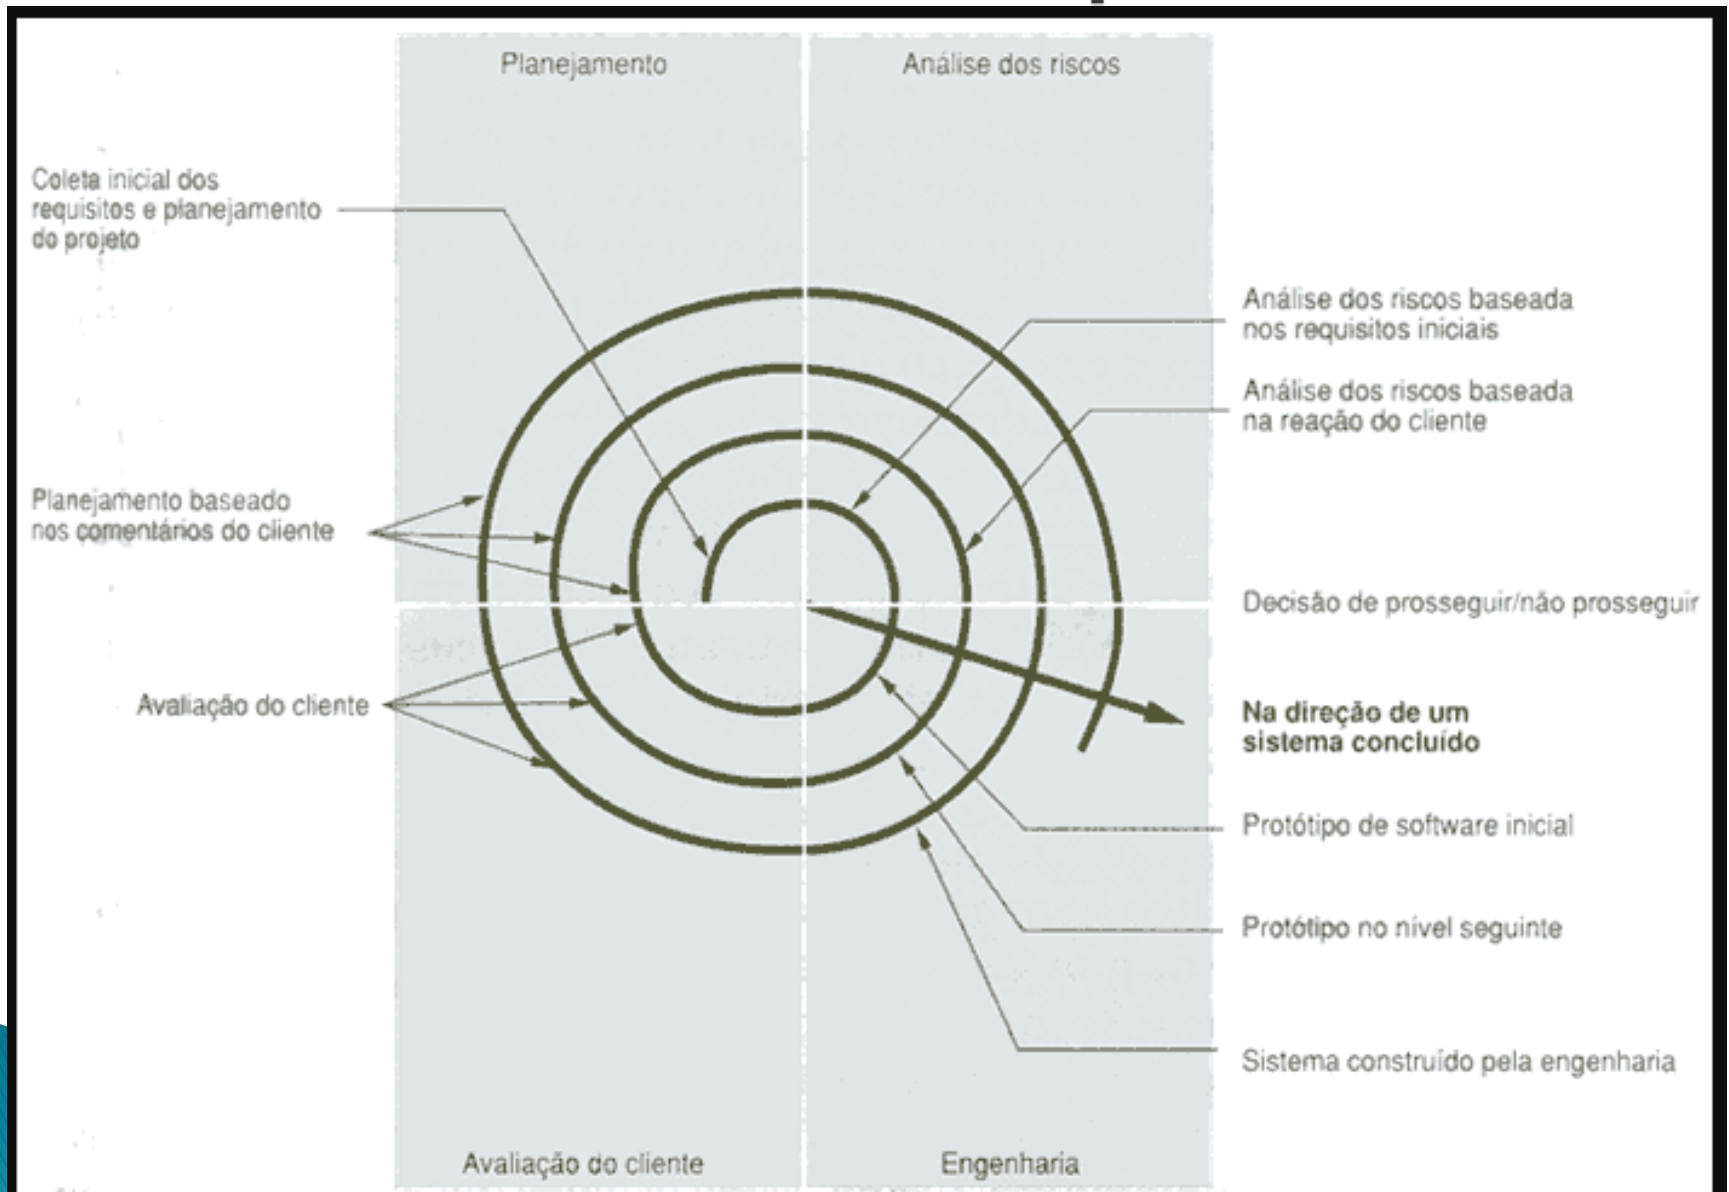 Planejamento
Análise dos riscos
Coleta inicial dos
requisitos e planejamento
do projeto
Análise dos riscos baseada
nos requisitos iniciais
Análise dos riscos baseada
na reação do cliente
Planejamento baseado
nos comentários do cliente
Decisão de prosseguir/não prosseguir
Avaliação do cliente
Na direção de um
sistema concluído
Protótipo de software inicial
Protótipo no nível seguinte
Sistema construído pela engenharia
Avaliação do cliente
Engenharia